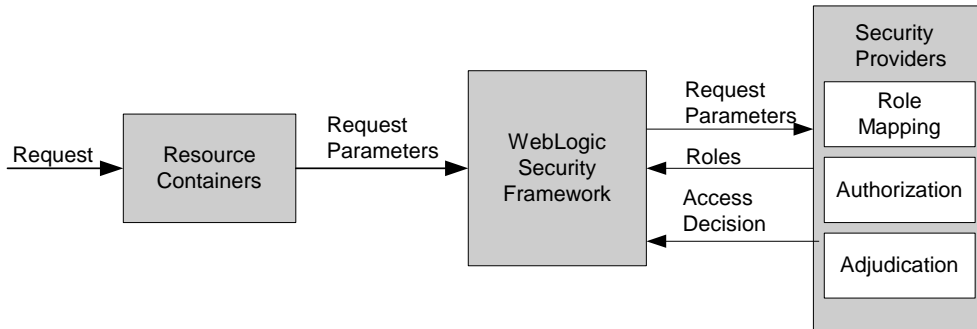 Request
Resource
Containers
Request
Parameters
WebLogic
Security
Framework
Request
Parameters
Roles
Access
Decision
Security
Providers
Role
Mapping
Authorization
Adjudication